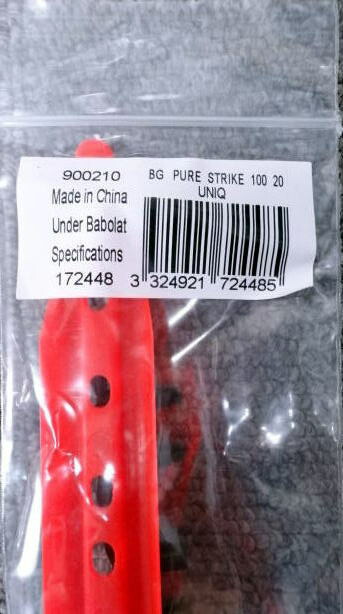 900210
Made in China
Under Babolat
Specifications
172448
BG PURE STRIKE 100 20
UNIQ
3 324921 724485